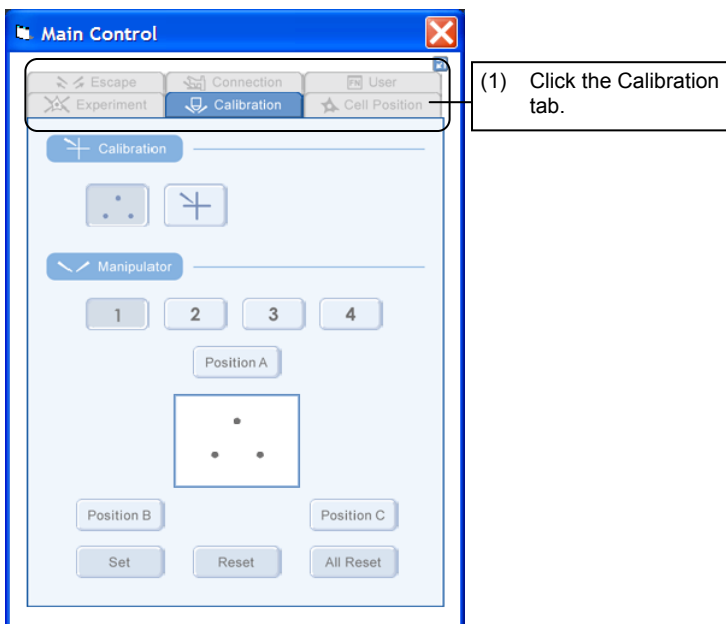 Main Control
Escape Connection FN User
Experiment Calibration Cell Position
(1) Click the Calibration
tab.
Calibration
Manipulator
1 2 3 4
Position A
Position B Position C
Set Reset All Reset